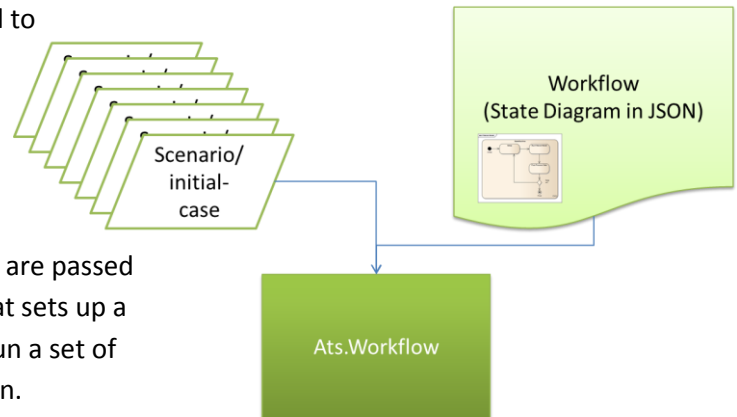 d to
Scenario/
initial-
case
Workflow
(State Diagram in JSON)
are passed
at sets up a
un a set of
n.
Ats.Workflow